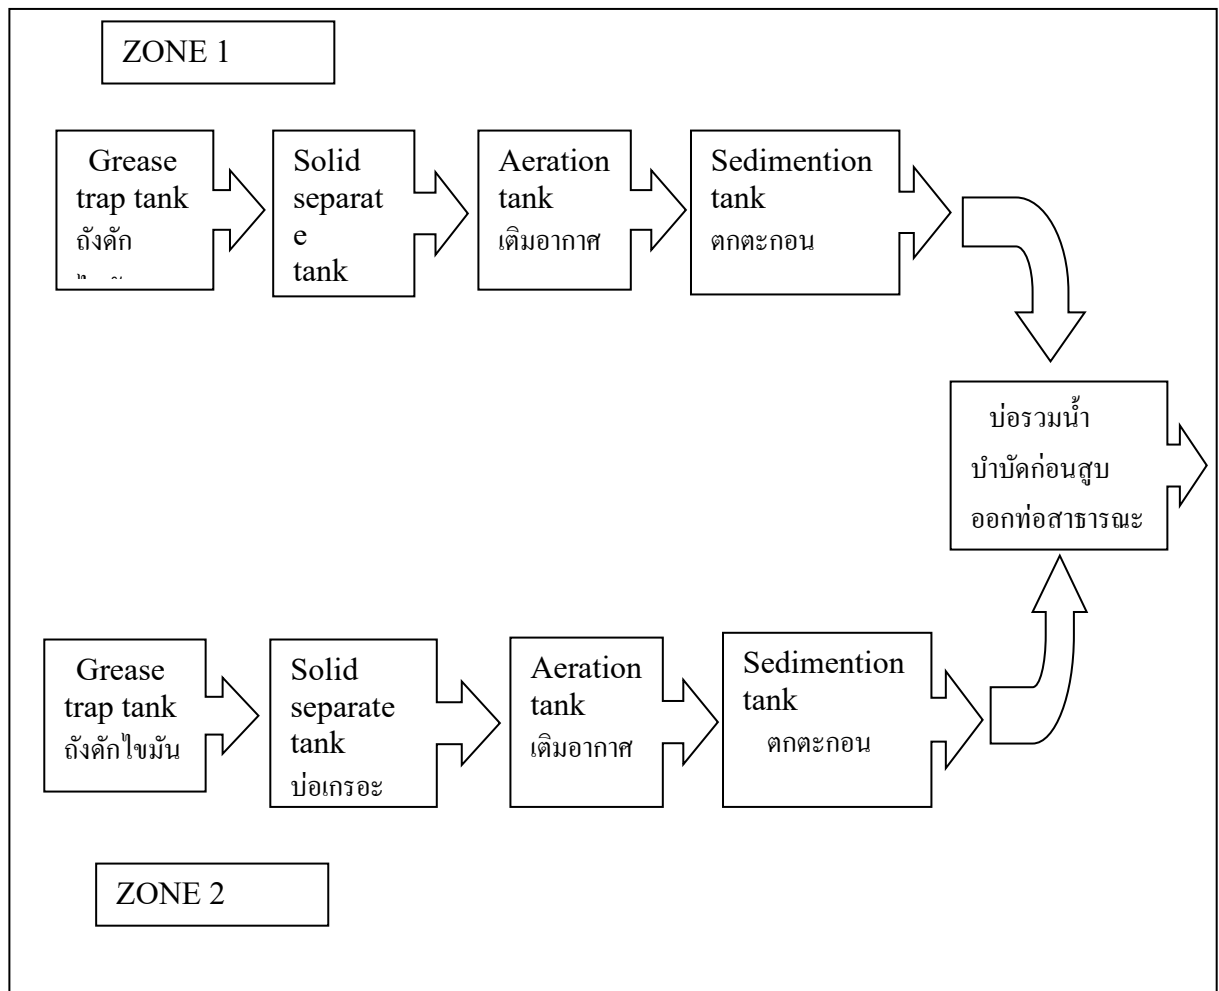 ZONE 1
Grease
trap tank
ถังดัก
Solid
separat
e
tank
Aeration
tank
เติมอากาศ
Sedimention
tank
ตกตะกอน
บ่อรวมน้ำ
บำบัดก่อนสูบ
ออกท่อสาธารณะ
Grease
trap tank
ถังดักไขมัน
Solid
separate
tank
บ่อเกรอะ
Aeration
tank
เติมอากาศ
Sedimention
tank
ตกตะกอน
ZONE 2